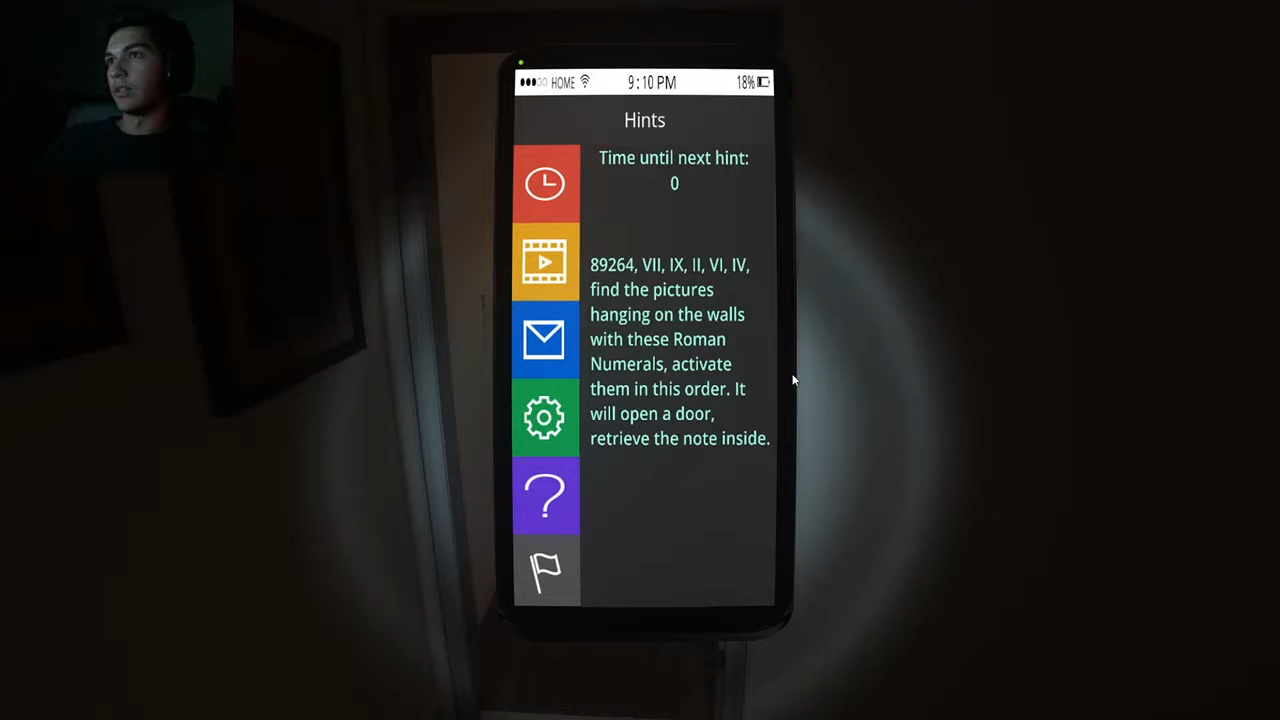 HOME 9:10 PM 18%
Hints
Time until next hint:
0
89264, VII, IX, II, VI, IV,
find the pictures
hanging on the walls
with these Roman
Numerals, activate
them in this order. It
will open a door,
retrieve the note inside.